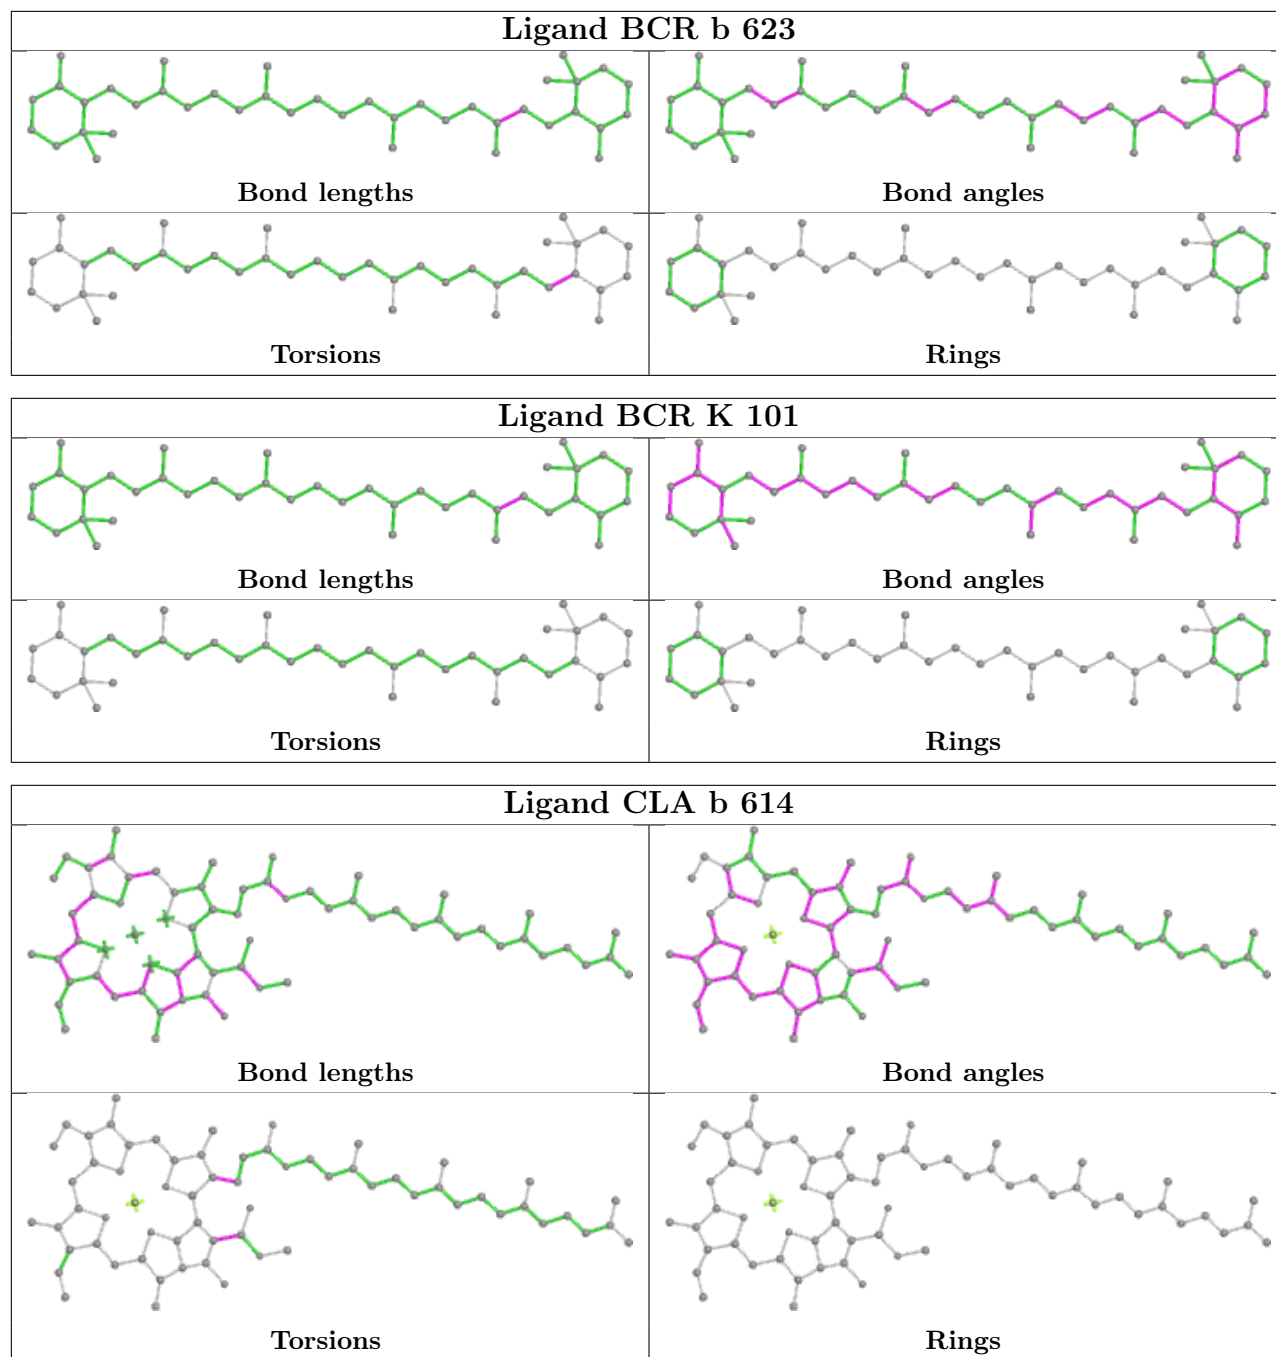 Ligand BCR b 623
Bond lengths
Bond angles
Torsions
Rings
Ligand BCR K 101
Bond lengths
Bond angles
Torsions
Rings
Ligand CLA b 614
Bond lengths
Bond angles
Torsions
Rings